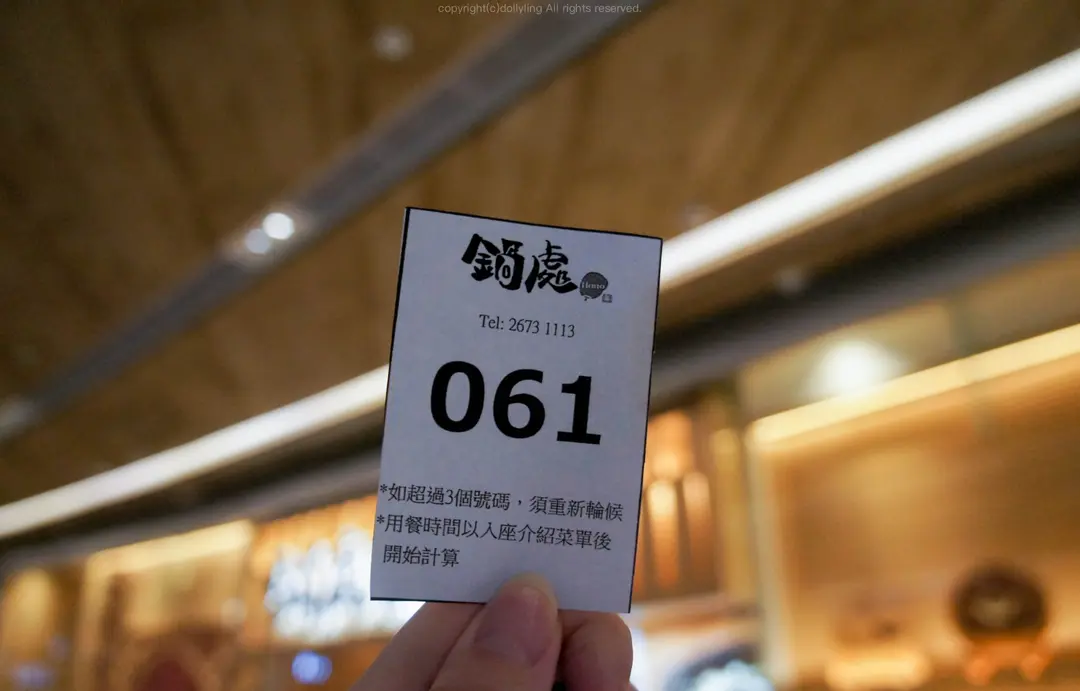 copyright(c)dollyling All rights reserved.
鍋處
Tel: 2673 1113
061
*如超過3個號碼，須重新輪候
*用餐時間以入座介紹菜單後
開始計算